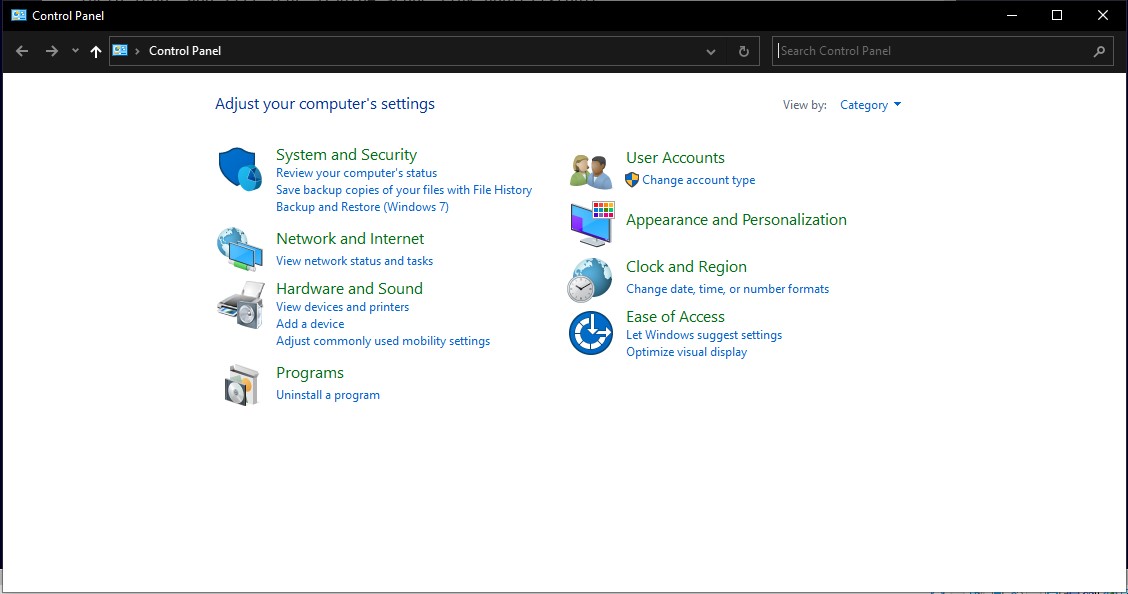 Control Panel
Control Panel
Search Control Panel
Adjust your computer's settings
View by: Category
System and Security
Review your computer's status
Save backup copies of your files with File History
Backup and Restore (Windows 7)
Network and Internet
View network status and tasks
Hardware and Sound
View devices and printers
Add a device
Adjust commonly used mobility settings
Programs
Uninstall a program
User Accounts
Change account type
Appearance and Personalization
Clock and Region
Change date, time, or number formats
Ease of Access
Let Windows suggest settings
Optimize visual display